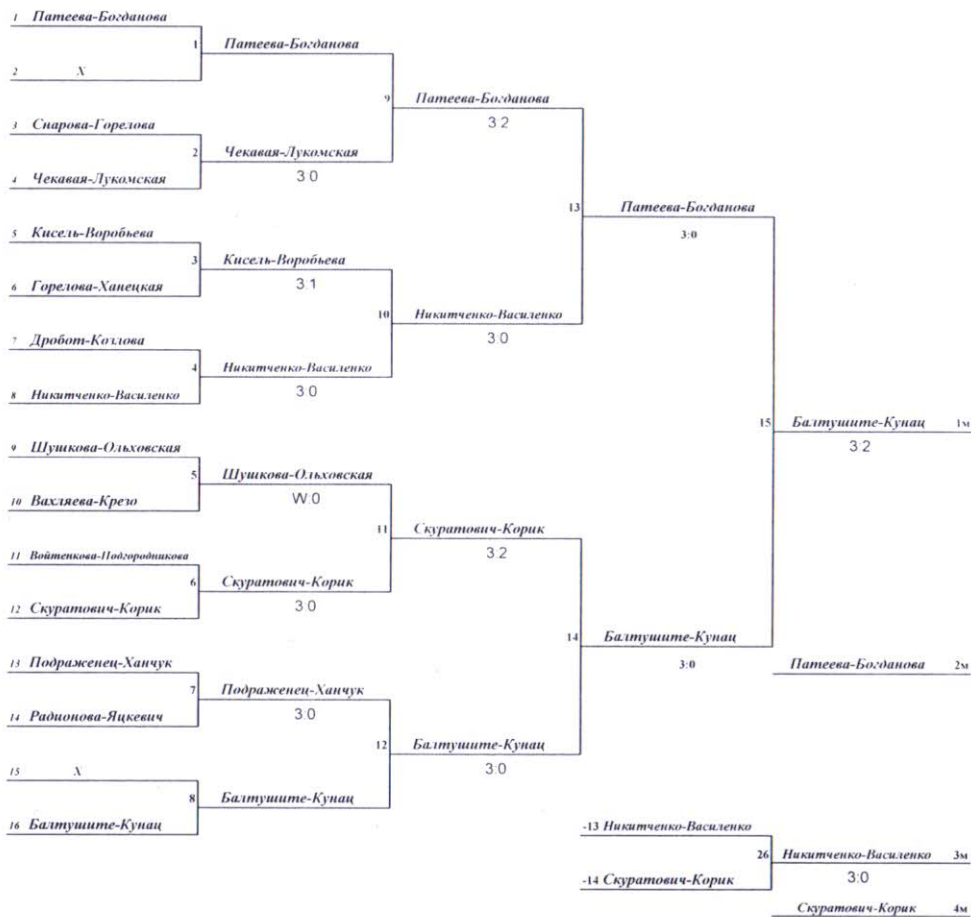 1 Патеева-Богданова
1 Патеева-Богданова
2 X
9 Патеева-Богданова
3:2
3 Снарова-Горелова
2 Чекавая-Лукомская
3:0
4 Чекавая-Лукомская
13 Патеева-Богданова
3:0
5 Кисель-Воробьева
3 Кисель-Воробьева
3:1
6 Горелова-Ханецкая
10 Никитченко-Василенко
3:0
7 Дробот-Козлова
4 Никитченко-Василенко
3:0
8 Никитченко-Василенко
15 Балтушите-Кунац 1м
3:2
9 Шушкова-Ольховская
5 Шушкова-Ольховская
W:0
10 Вахляева-Крезо
11 Скуратович-Корик
3:2
11 Войтенкова-Подгородникова
6 Скуратович-Корик
3:0
12 Скуратович-Корик
14 Балтушите-Кунац
3:0
Патеева-Богданова 2м
13 Подраженец-Ханчук
7 Подраженец-Ханчук
3:0
14 Радионова-Яцкевич
12 Балтушите-Кунац
3:0
15 X
8 Балтушите-Кунац
16 Балтушите-Кунац
-13 Никитченко-Василенко
26 Никитченко-Василенко 3м
3:0
-14 Скуратович-Корик
Скуратович-Корик 4м